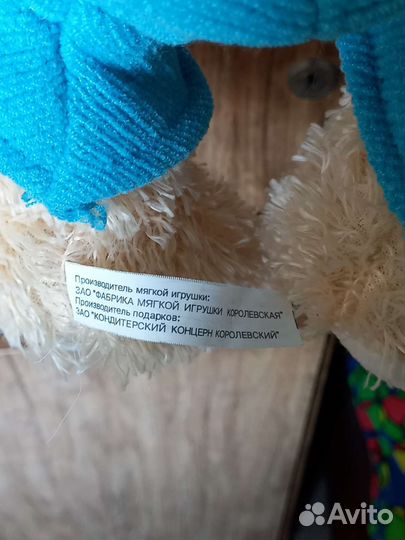 Производитель мягкой игрушки:
ЗАО "ФАБРИКА МЯГКОЙ ИГРУШКИ КОРОЛЕВСКАЯ"
Производитель подарков:
ЗАО "КОНДИТЕРСКИЙ КОНЦЕРН КОРОЛЕВСКИЙ"
Avito